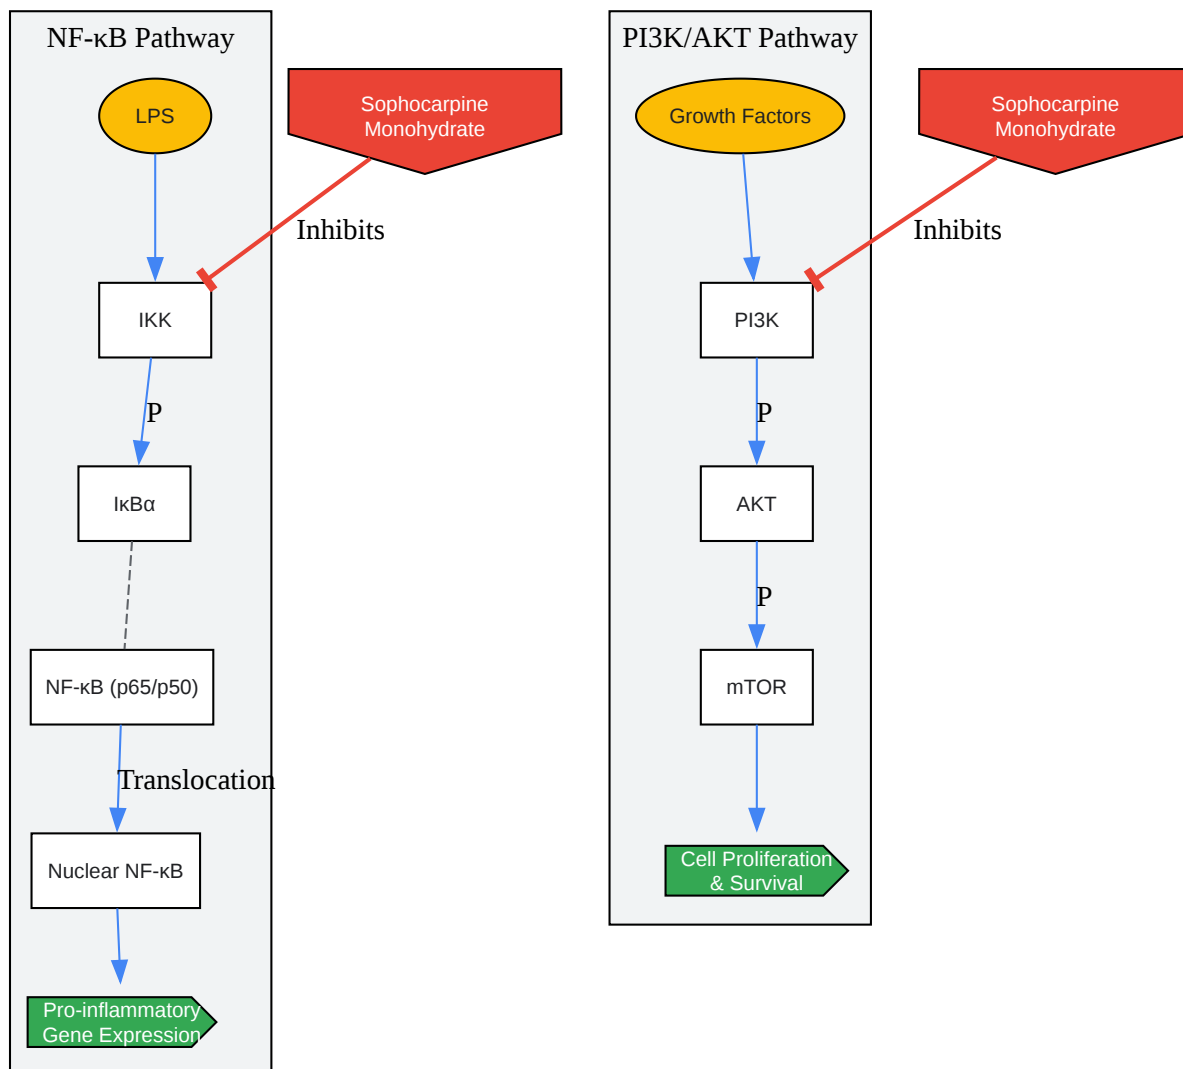 NF-κB Pathway
LPS
Sophocarpine
Monohydrate
Inhibits
IKK
P
IκBα
NF-κB (p65/p50)
Translocation
Nuclear NF-κB
Pro-inflammatory
Gene Expression
PI3K/AKT Pathway
Growth Factors
Sophocarpine
Monohydrate
Inhibits
PI3K
P
AKT
P
mTOR
Cell Proliferation
& Survival